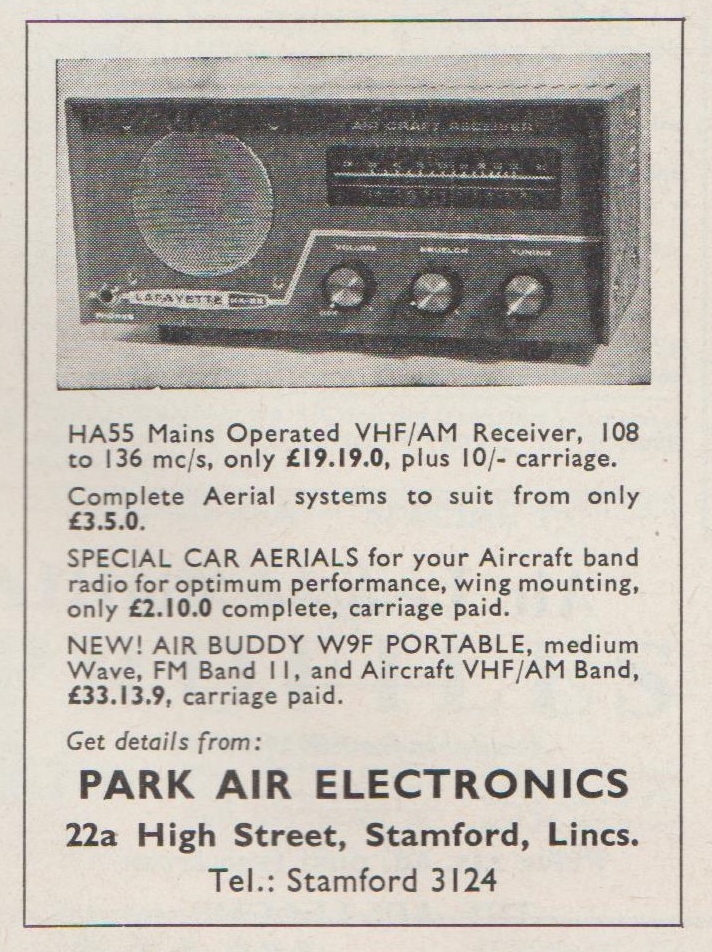 AIRCRAFT RECEIVER
VOLUME SQUELCH TUNING
LAFAYETTE HA-55
PHONES
OFF
HA55 Mains Operated VHF/AM Receiver, 108
to 136 mc/s, only £19.19.0, plus 10/- carriage.
Complete Aerial systems to suit from only
£3.5.0.
SPECIAL CAR AERIALS for your Aircraft band
radio for optimum performance, wing mounting,
only £2.10.0 complete, carriage paid.
NEW! AIR BUDDY W9F PORTABLE, medium
Wave, FM Band 11, and Aircraft VHF/AM Band,
£33.13.9, carriage paid.
Get details from:
PARK AIR ELECTRONICS
22a High Street, Stamford, Lincs.
Tel.: Stamford 3124